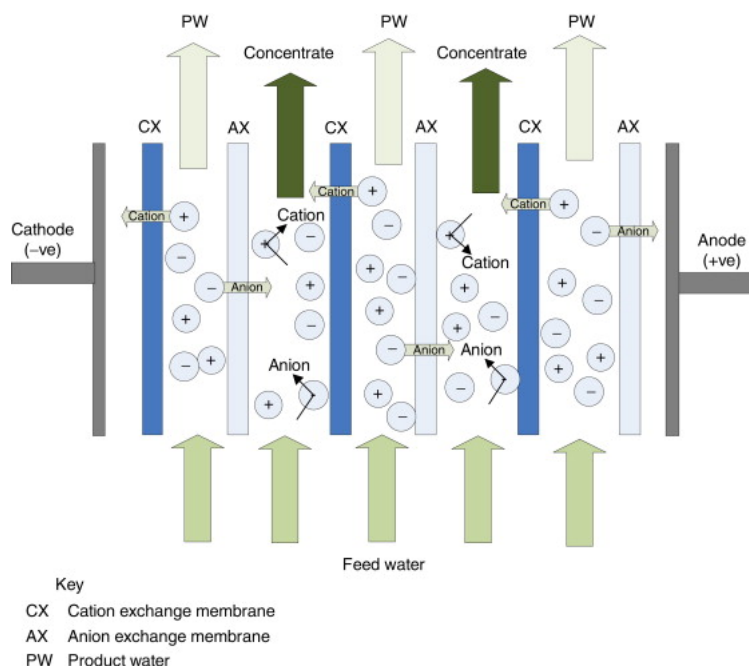 PW
PW
PW
Concentrate
Concentrate
CX
AX
CX
AX
CX
AX
Cation
Cation
Cation
Cathode
(−ve)
Cation
Anion
Anode
(+ve)
Cation
Anion
Anion
Anion
Anion
Feed water
Key
CX Cation exchange membrane
AX Anion exchange membrane
PW Product water